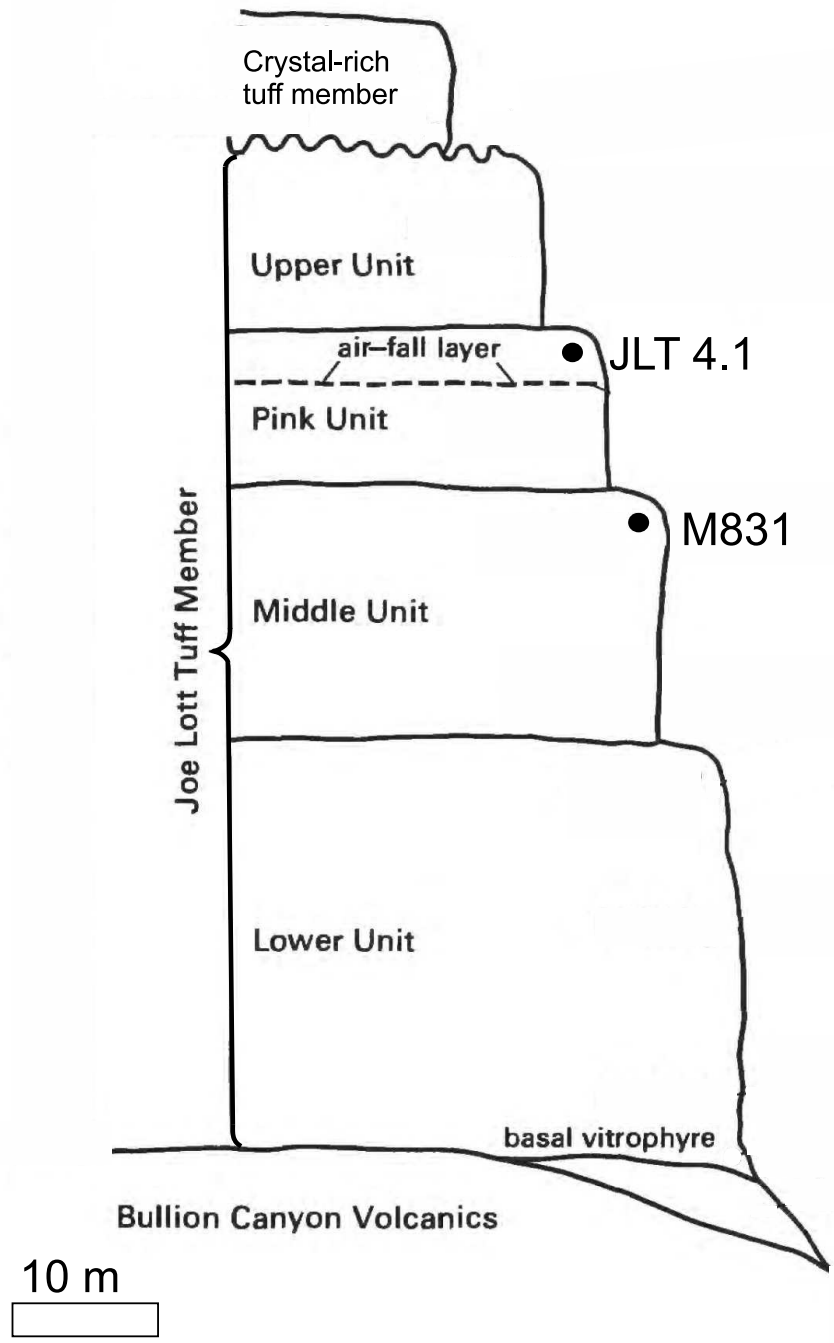 Crystal-rich
tuff member
Upper Unit
air-fall layer
JLT 4.1
Pink Unit
M831
Joe Lott Tuff Member
Middle Unit
Lower Unit
basal vitrophyre
Bullion Canyon Volcanics
10 m